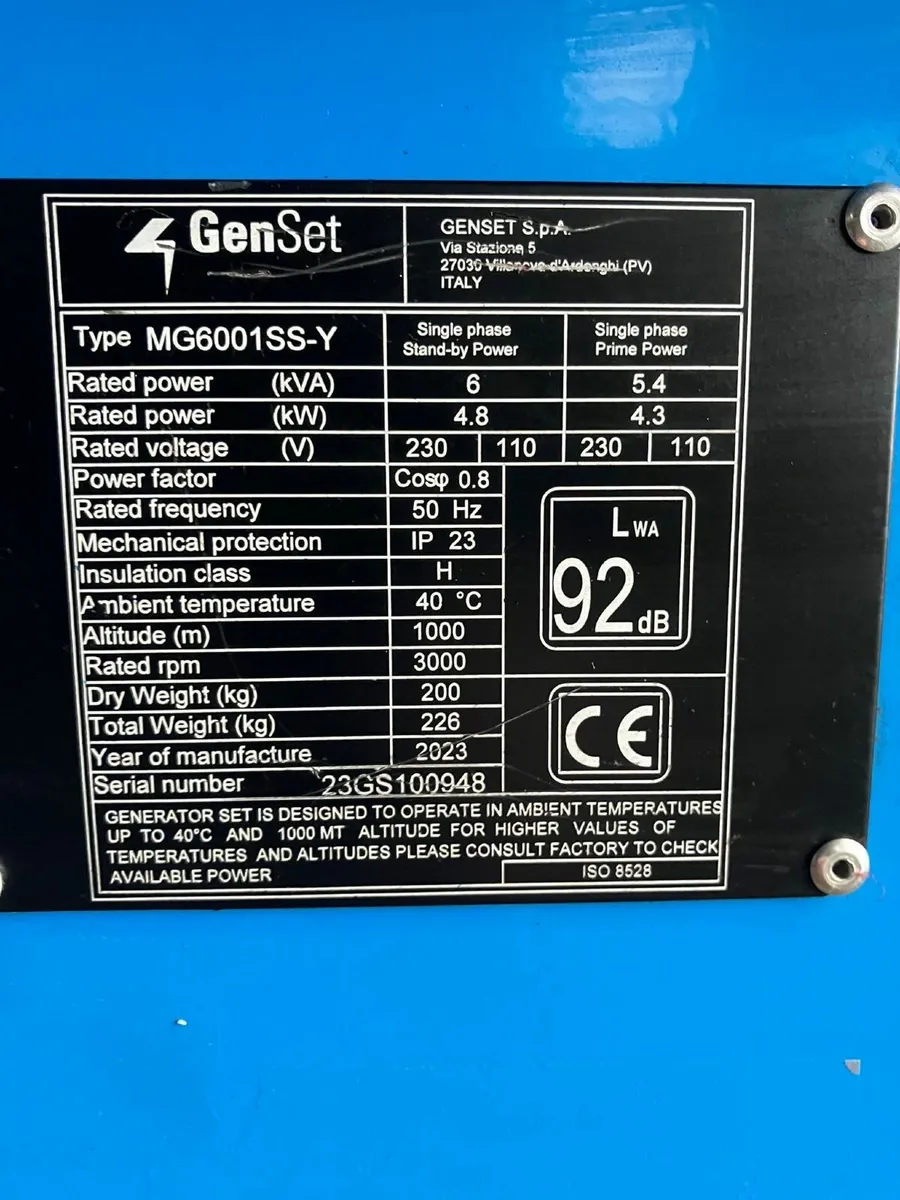 GenSet
GENSET S.p.A.
Via Stazione 5
27030 Villanova d'Ardenghi (PV)
ITALY
Type MG6001SS-Y Single phase Stand-by Power Single phase Prime Power
Rated power (kVA) 6 5.4
Rated power (kW) 4.8 4.3
Rated voltage (V) 230 110 230 110
Power factor Cosφ 0.8
Rated frequency 50 Hz
Mechanical protection IP 23
Insulation class H
Ambient temperature 40 °C
Altitude (m) 1000
Rated rpm 3000
Dry Weight (kg) 200
Total Weight (kg) 226
Year of manufacture 2023
Serial number 23GS100948
LWA
92 dB
CE
GENERATOR SET IS DESIGNED TO OPERATE IN AMBIENT TEMPERATURES
UP TO 40°C AND 1000 MT ALTITUDE FOR HIGHER VALUES OF
TEMPERATURES AND ALTITUDES PLEASE CONSULT FACTORY TO CHECK
AVAILABLE POWER
ISO 8528